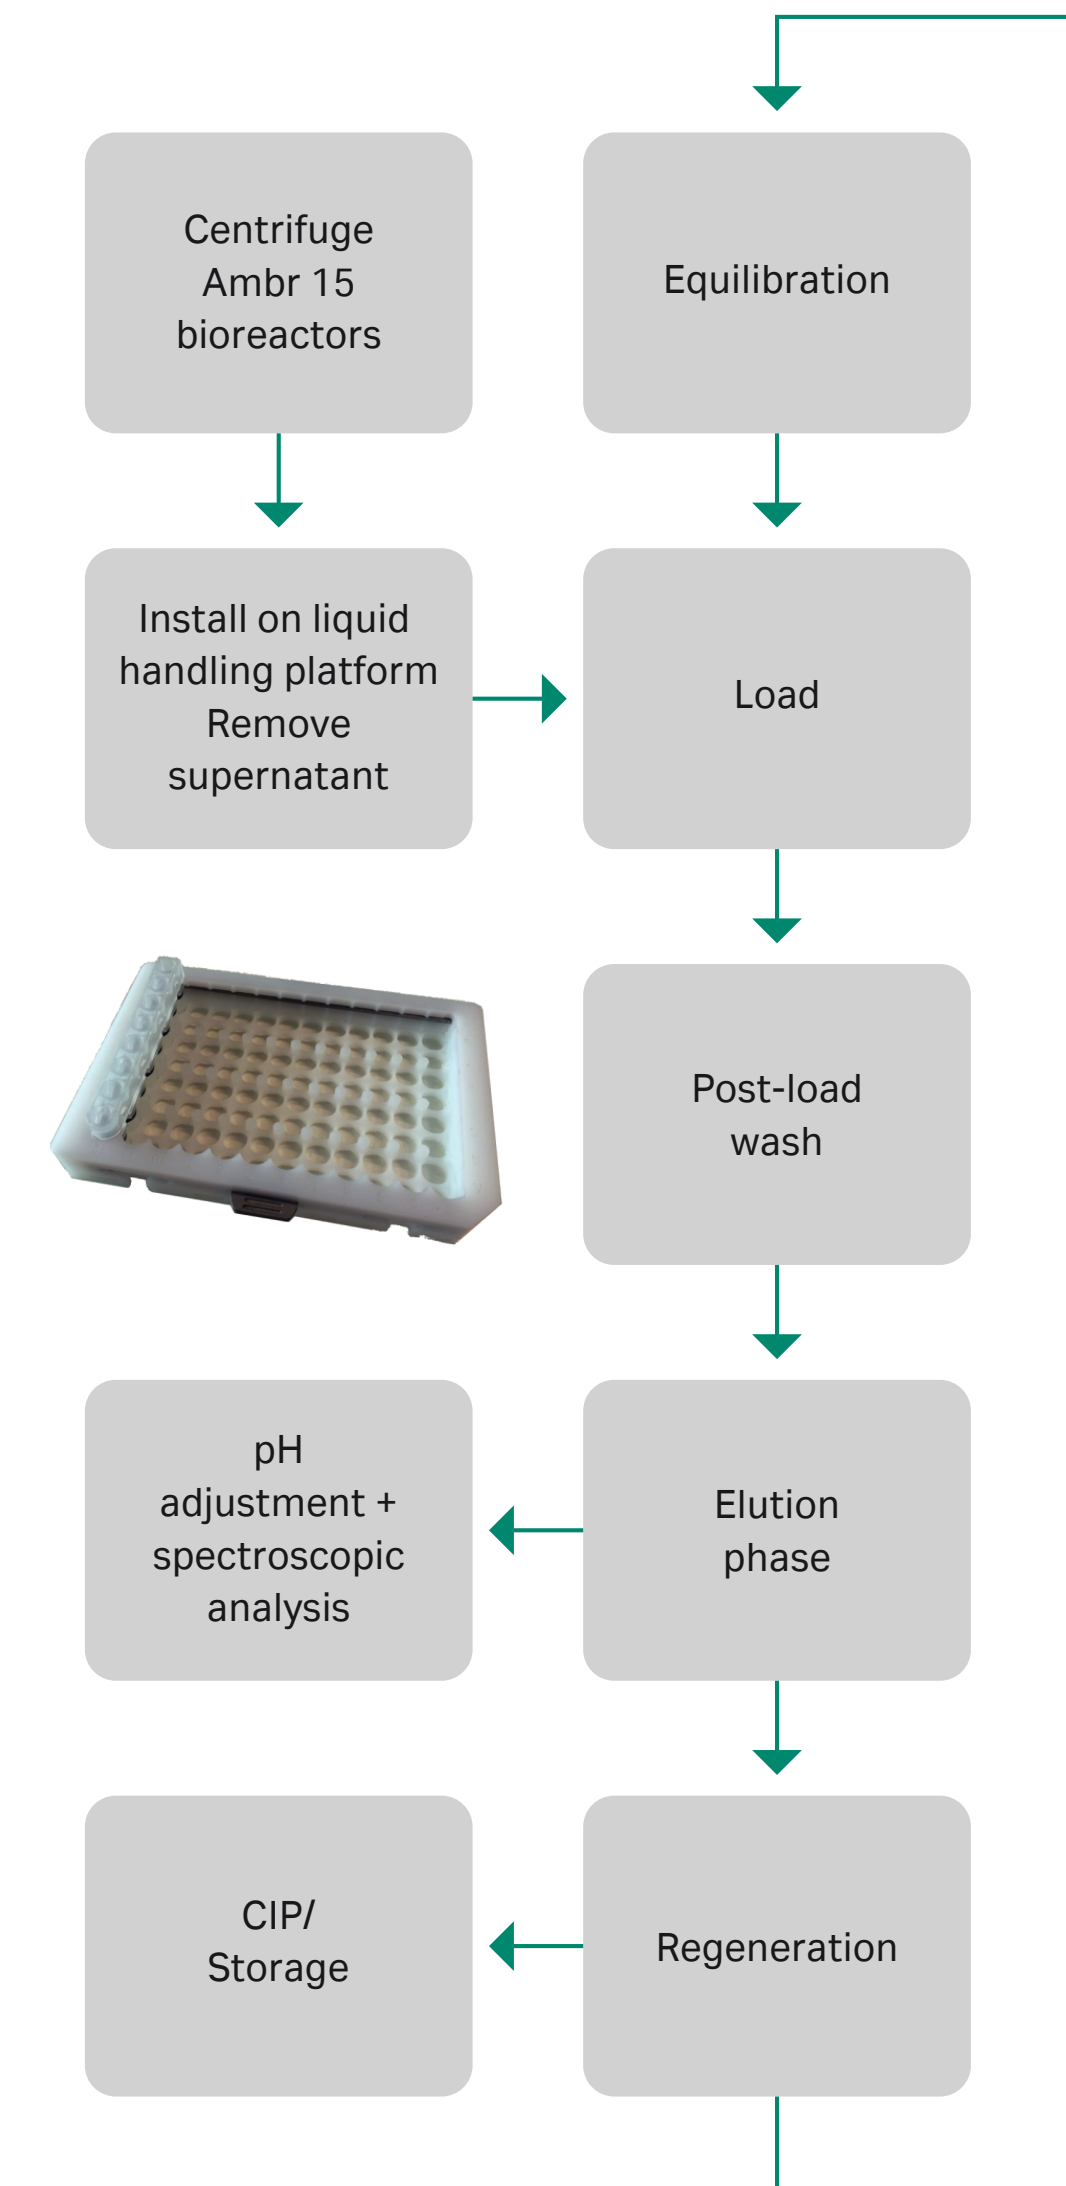 Centrifuge
Ambr 15
bioreactors
Equilibration
Install on liquid
handling platform
Remove
supernatant
Load
Post-load
wash
pH
adjustment +
spectroscopic
analysis
Elution
phase
CIP/
Storage
Regeneration